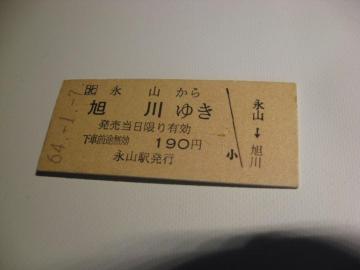 64.-1.-7
㊤ 永山から
旭川ゆき
発売当日限り有効
下車前途無効 190円
永山駅発行
小
永山
↓
旭川